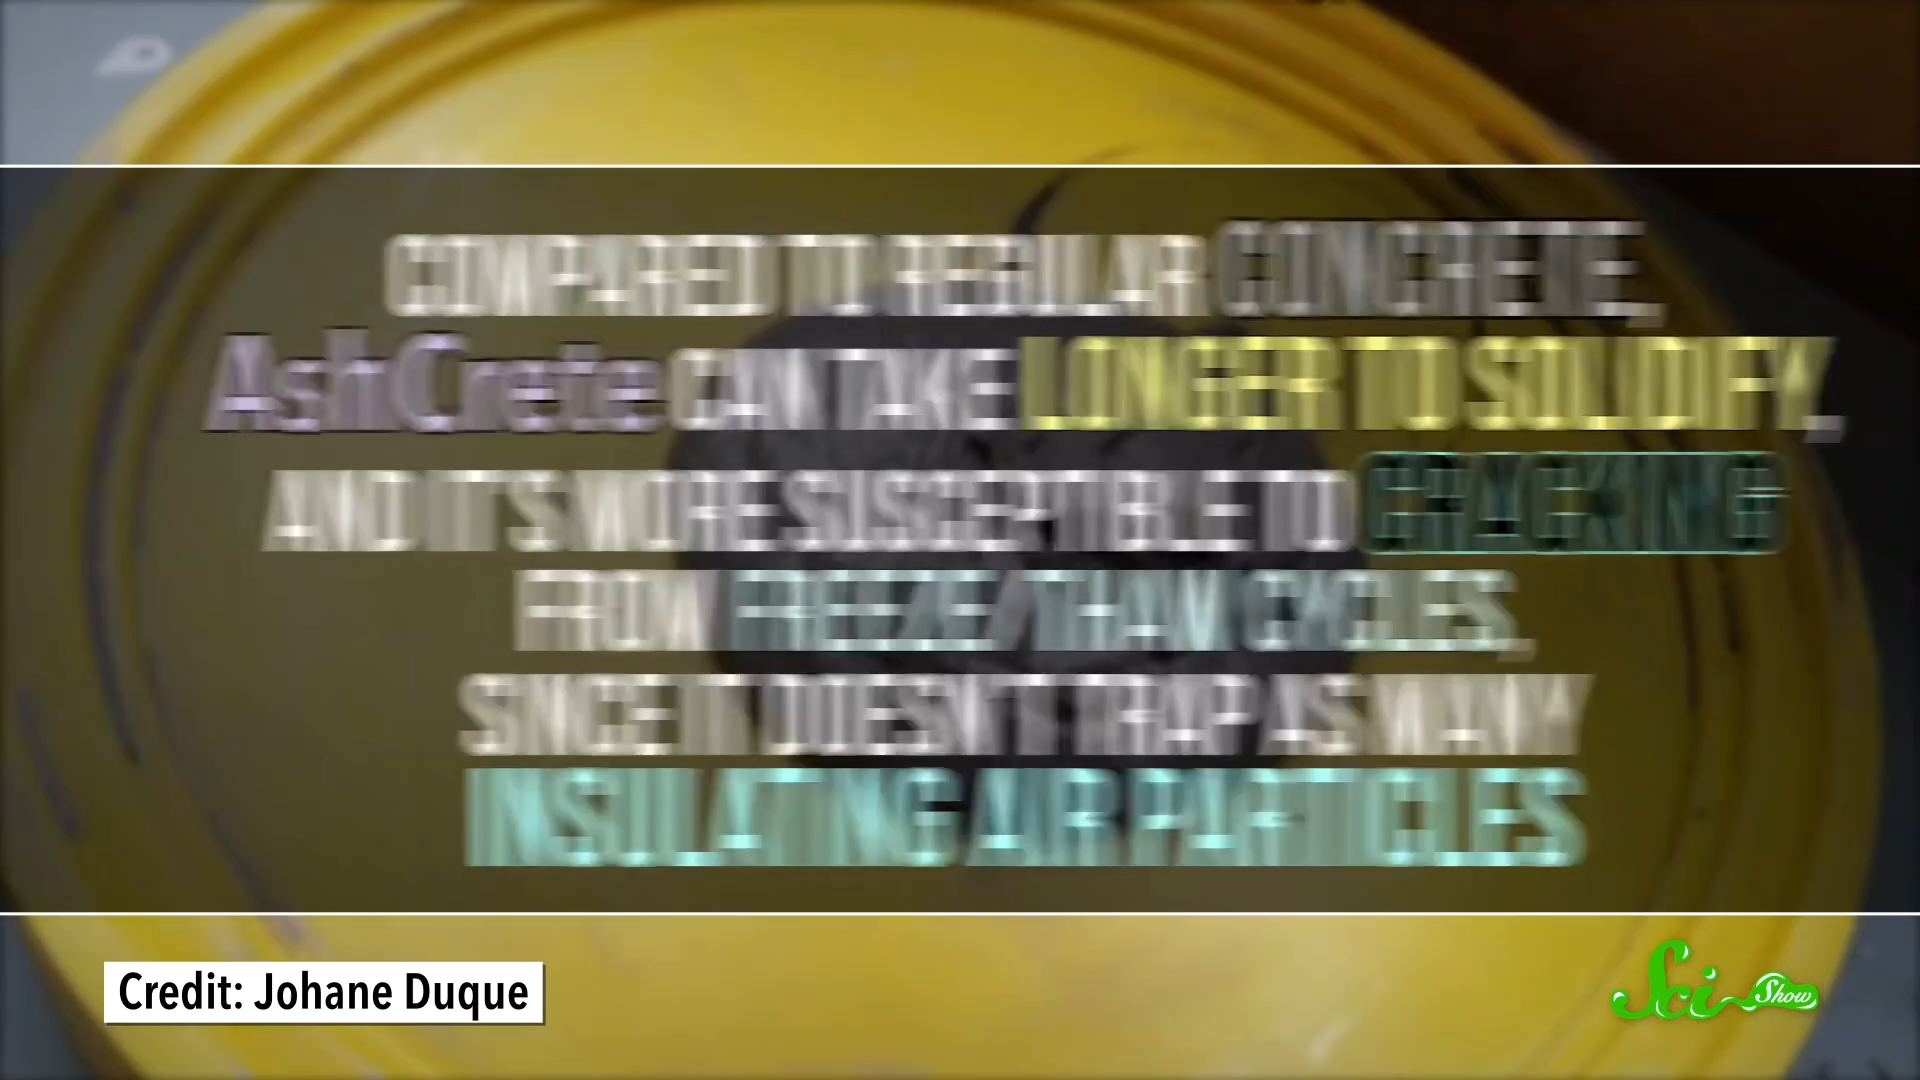 COMPARED TO REGULAR CONCRETE,
AshCrete CAN TAKE LONGER TO SOLIDIFY,
AND IT'S MORE SUSCEPTIBLE TO CRACKING
FROM FREEZE/THAW CYCLES,
SINCE IT DOESN'T TRAP AS MANY
INSULATING AIR PARTICLES
Credit: Johane Duque
Sci Show